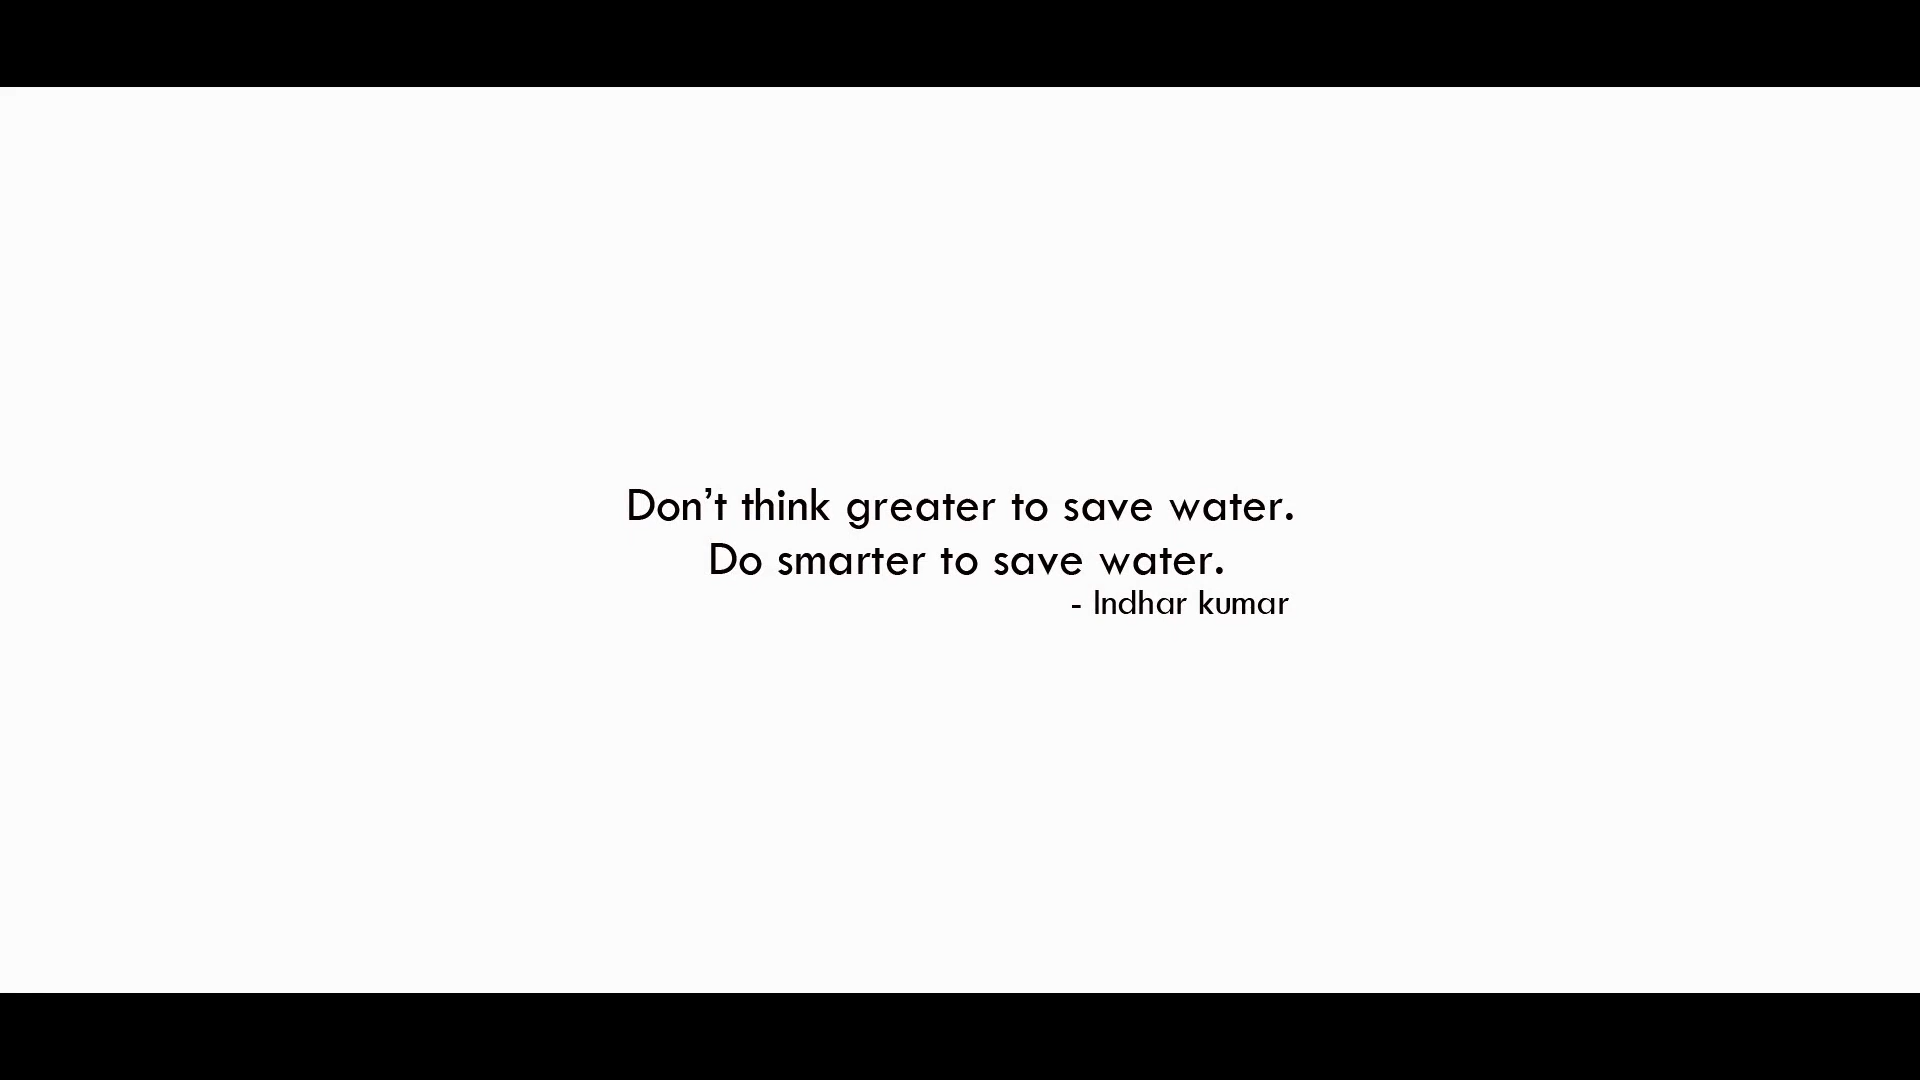 Don't think greater to save water.
Do smarter to save water.
- Indhar kumar